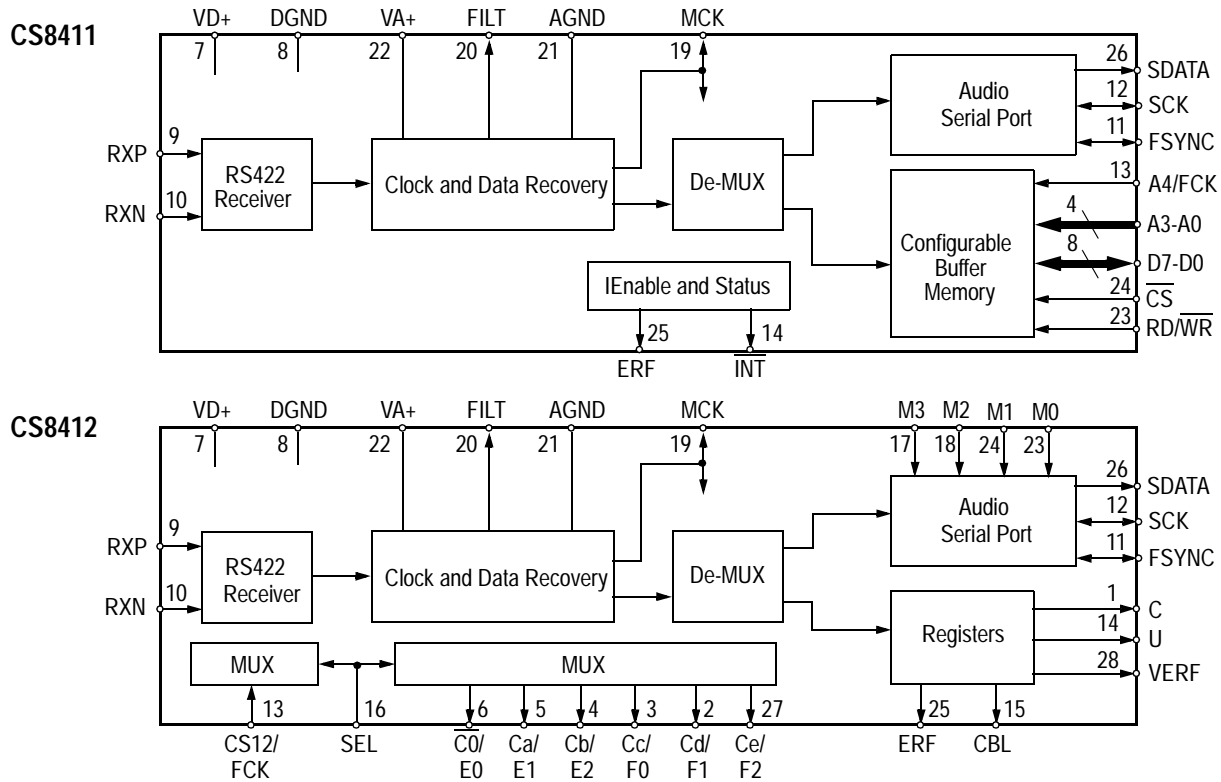 CS8411
VD+ DGND VA+ FILT AGND MCK
7 8 22 20 21 19
RXP 9
RXN 10
RS422
Receiver
Clock and Data Recovery
De-MUX
Audio
Serial Port
26 SDATA
12 SCK
11 FSYNC
Configurable
Buffer
Memory
13 A4/FCK
4 A3-A0
8 D7-D0
24 CS
23 RD/WR
IEnable and Status
25 14
ERF INT
CS8412
VD+ DGND VA+ FILT AGND MCK M3 M2 M1 M0
7 8 22 20 21 19 17 18 24 23
RXP 9
RXN 10
RS422
Receiver
Clock and Data Recovery
De-MUX
Audio
Serial Port
26 SDATA
12 SCK
11 FSYNC
Registers
1 C
14 U
28 VERF
MUX MUX
13 16 6 5 4 3 2 27 25 15
CS12/ SEL C0/ Ca/ Cb/ Cc/ Cd/ Ce/ ERF CBL
FCK E0 E1 E2 F0 F1 F2